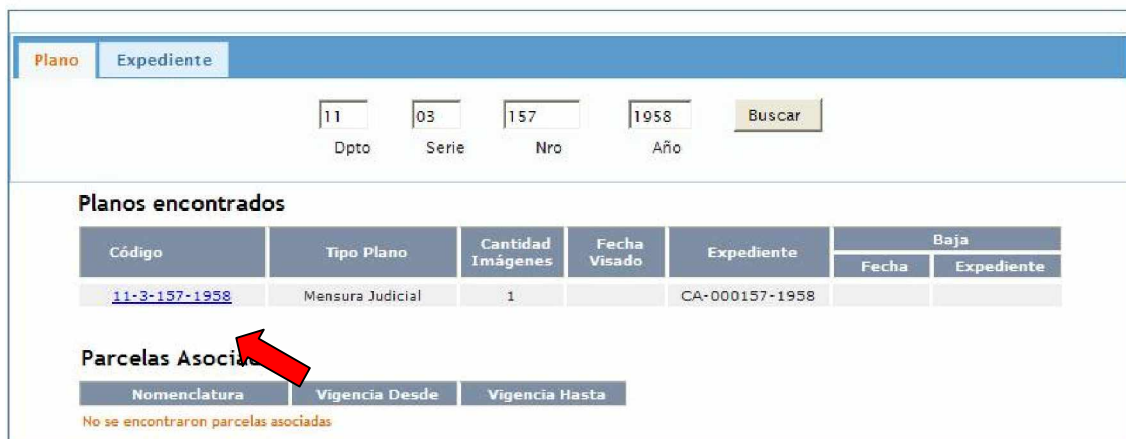 Plano Expediente
11 03 157 1958 Buscar
Dpto Serie Nro Año
Planos encontrados
Código Tipo Plano Cantidad Imágenes Fecha Visado Expediente Baja
Fecha Expediente
11-3-157-1958 Mensura Judicial 1 CA-000157-1958
Parcelas
Nomenclatura Vigencia Desde Vigencia Hasta
No se encontraron parcelas asociadas